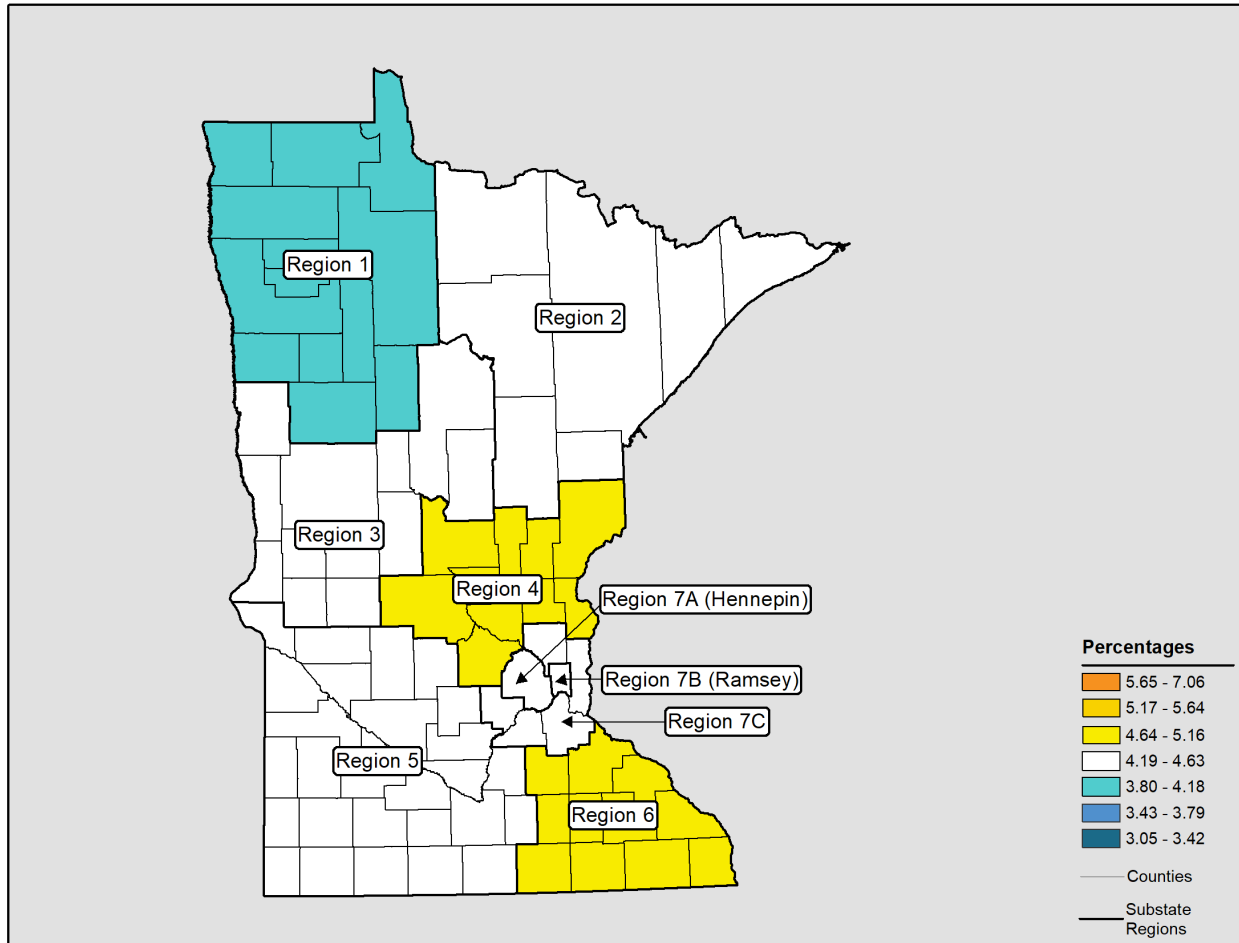 Region 1
Region 2
Region 3
Region 4
Region 7A (Hennepin)
Region 7B (Ramsey)
Region 7C
Region 5
Region 6
Percentages
5.65 - 7.06
5.17 - 5.64
4.64 - 5.16
4.19 - 4.63
3.80 - 4.18
3.43 - 3.79
3.05 - 3.42
Counties
Substate
Regions